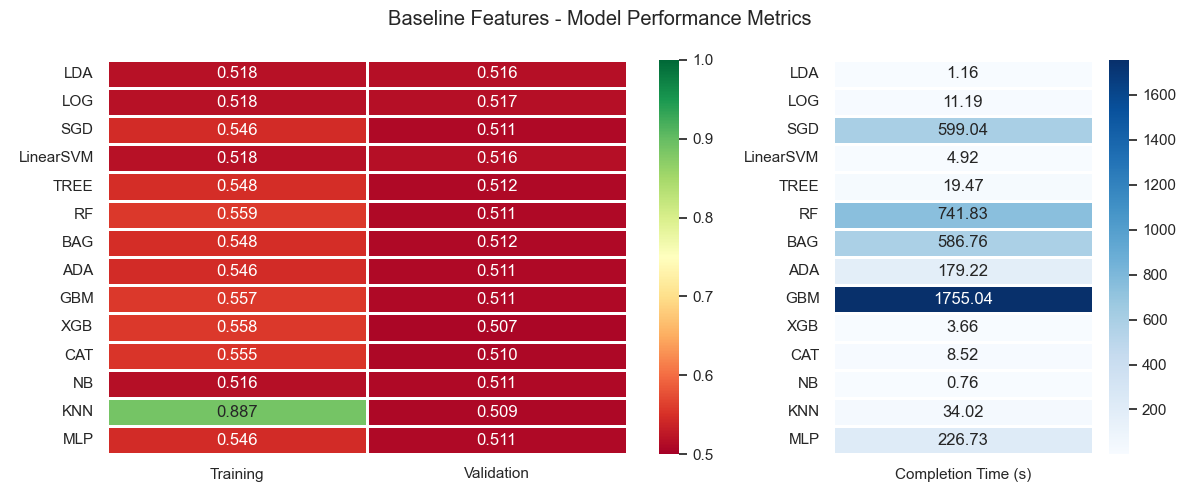 Baseline Features - Model Performance Metrics
LDA 0.518 0.516
LOG 0.518 0.517
SGD 0.546 0.511
LinearSVM 0.518 0.516
TREE 0.548 0.512
RF 0.559 0.511
BAG 0.548 0.512
ADA 0.546 0.511
GBM 0.557 0.511
XGB 0.558 0.507
CAT 0.555 0.510
NB 0.516 0.511
KNN 0.887 0.509
MLP 0.546 0.511
Training Validation
1.0
0.9
0.8
0.7
0.6
0.5
LDA 1.16
LOG 11.19
SGD 599.04
LinearSVM 4.92
TREE 19.47
RF 741.83
BAG 586.76
ADA 179.22
GBM 1755.04
XGB 3.66
CAT 8.52
NB 0.76
KNN 34.02
MLP 226.73
Completion Time (s)
1600
1400
1200
1000
800
600
400
200